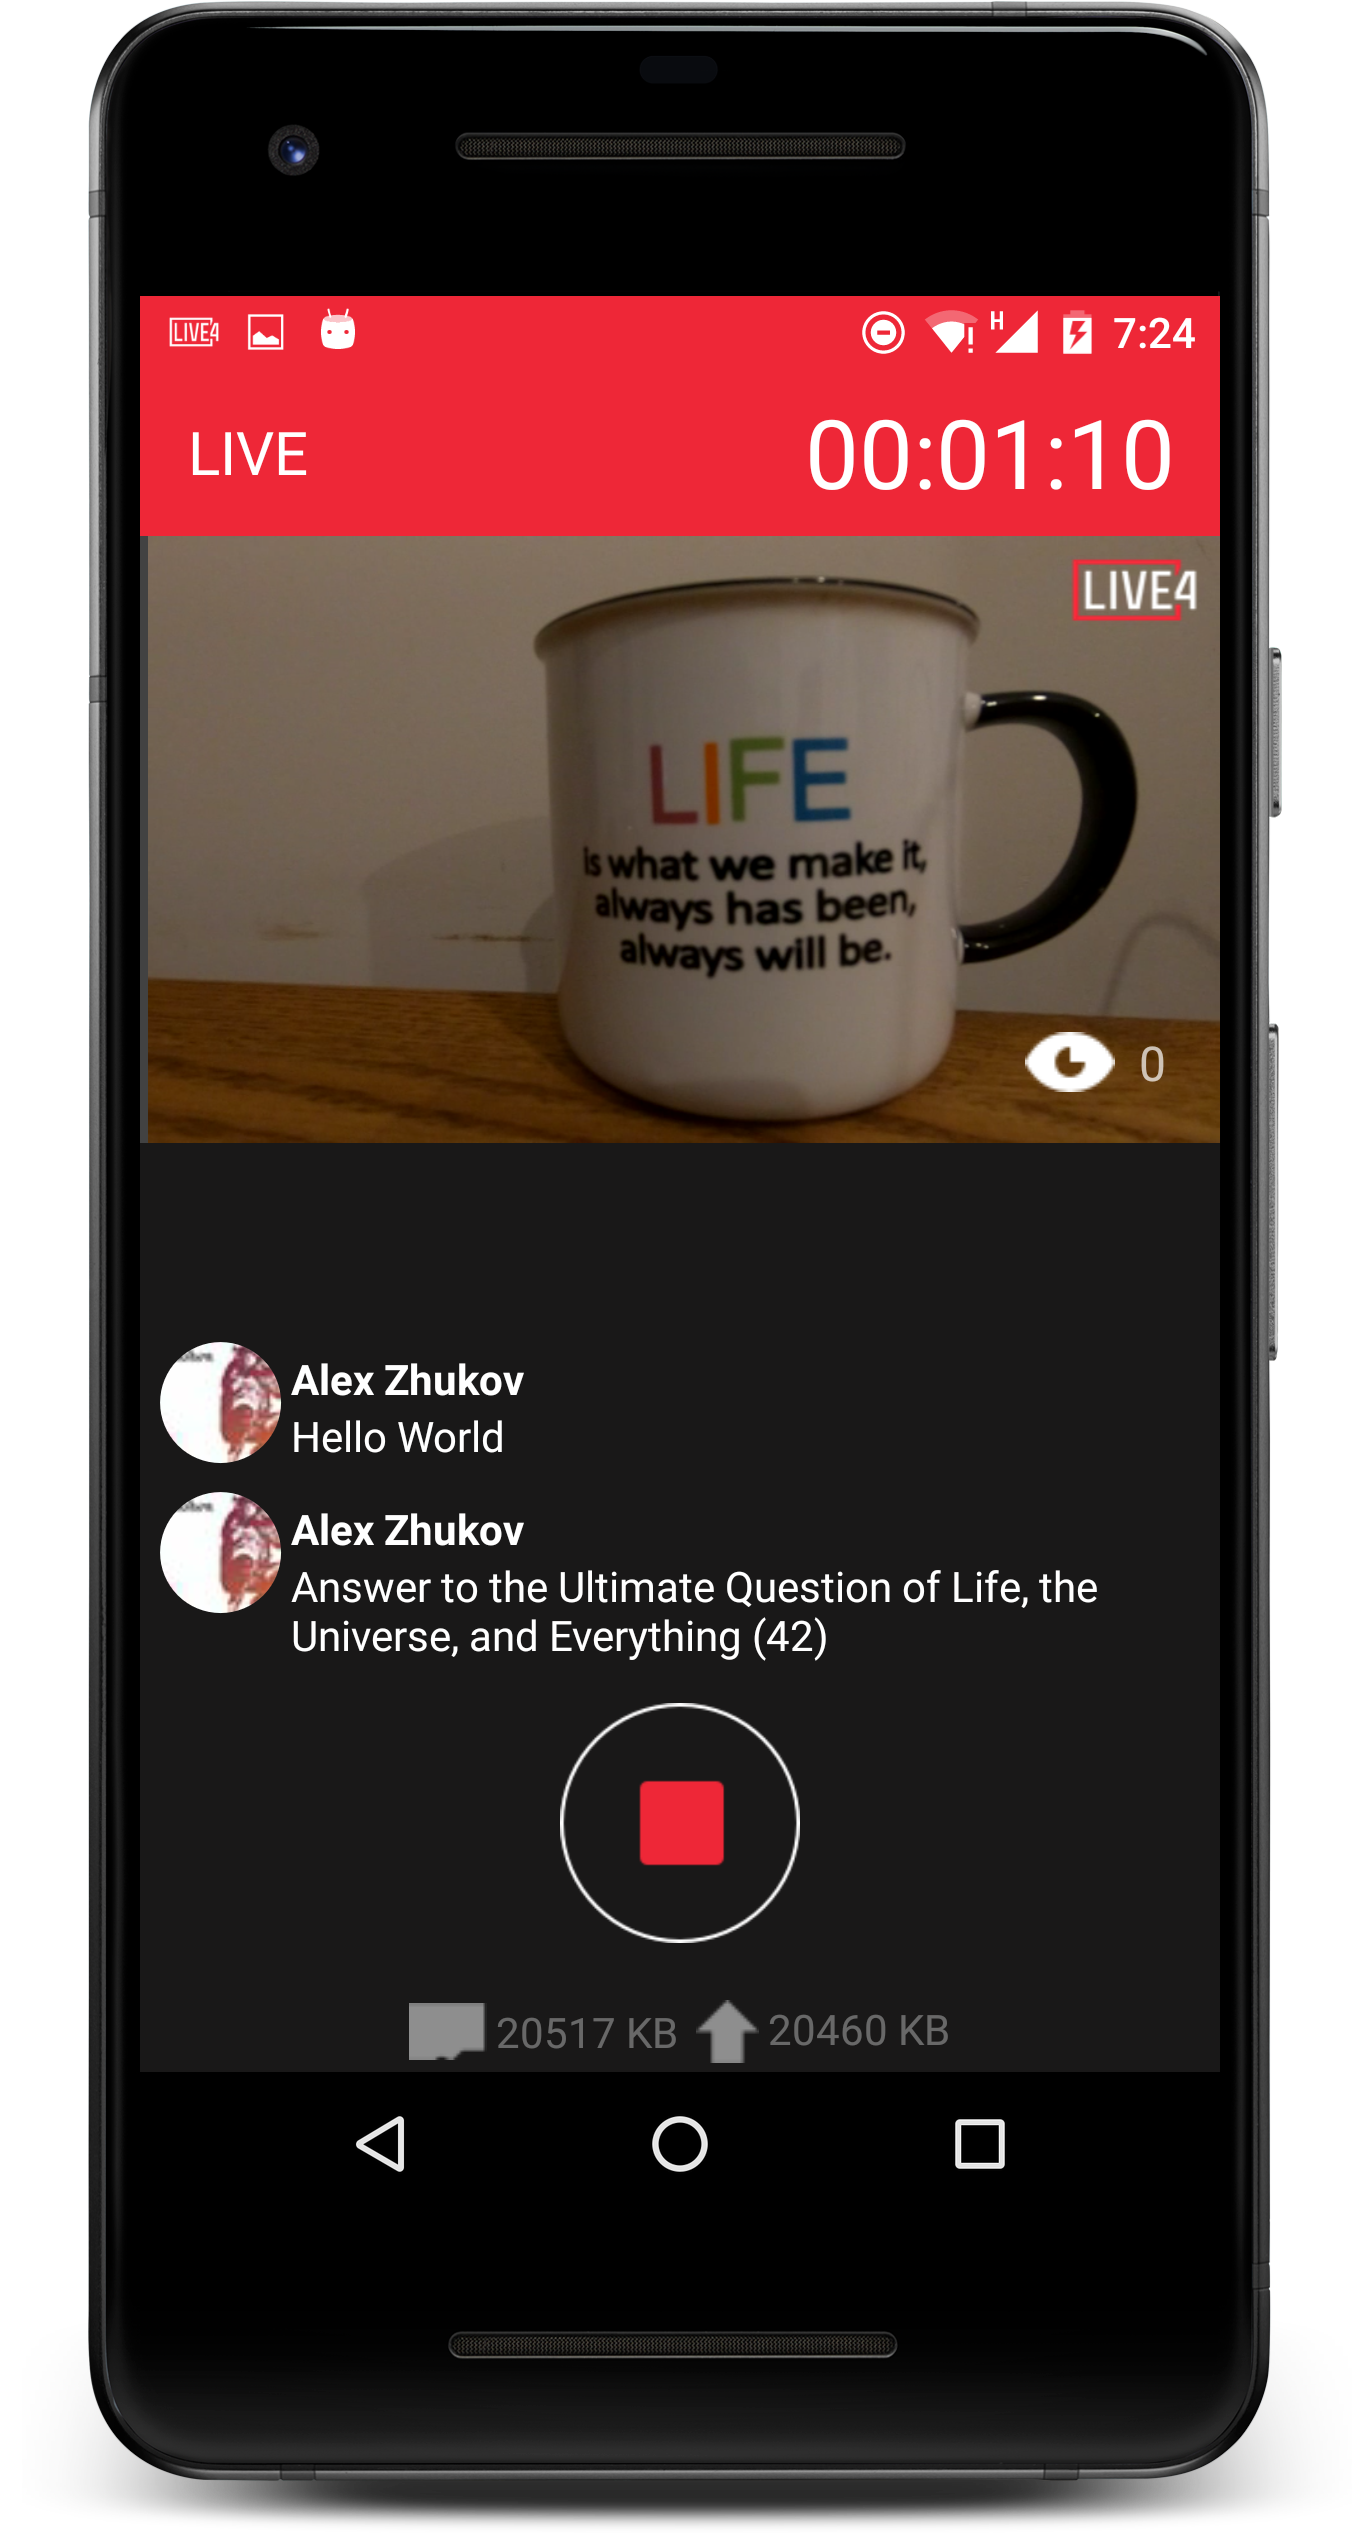 LIVE4
H
7:24
LIVE
00:01:10
LIVE4
LIFE
is what we make it,
always has been,
always will be.
0
Alex Zhukov
Hello World
Alex Zhukov
Answer to the Ultimate Question of Life, the
Universe, and Everything (42)
20517 KB
20460 KB